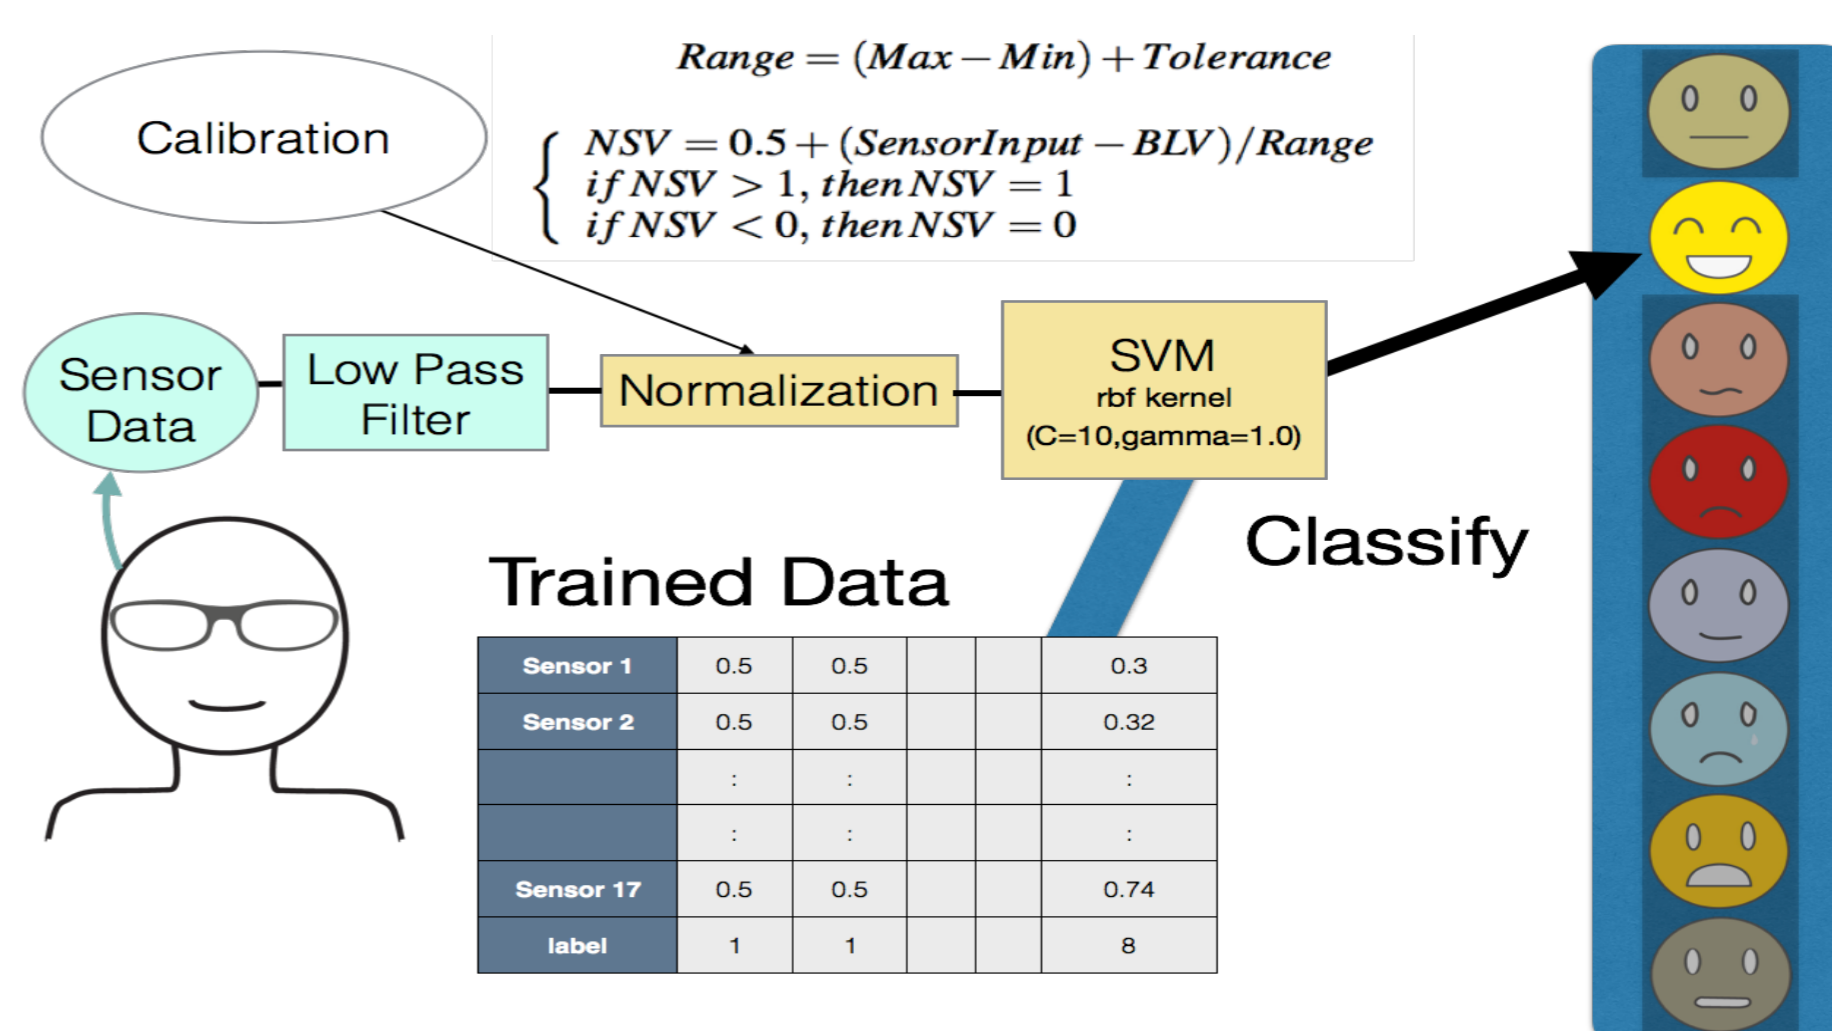 Range = (Max − Min) + Tolerance
Calibration
NSV = 0.5 + (SensorInput − BLV)/Range
if NSV > 1, then NSV = 1
if NSV < 0, then NSV = 0
Sensor
Data
Low Pass
Filter
Normalization
SVM
rbf kernel
(C=10,gamma=1.0)
Classify
Trained Data
Sensor 1 0.5 0.5 0.3
Sensor 2 0.5 0.5 0.32
: : :
: : :
Sensor 17 0.5 0.5 0.74
label 1 1 8